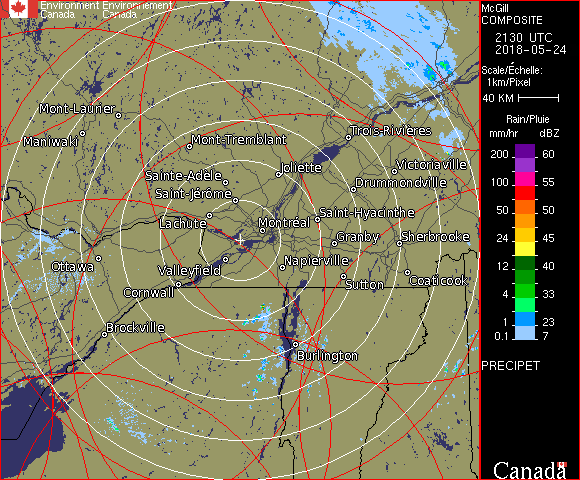 Environment Environnement
Canada Canada
McGill
COMPOSITE
2130 UTC
2018-05-24
Scale/Échelle:
1km/Pixel
40 KM
Rain/Pluie
mm/hr dBZ
200 60
150 55
100 55
50 50
24 45
12 40
4 33
1 23
0.1 7
PRECIPET
Mont-Laurier
Maniwaki
Mont-Tremblant
Trois-Rivières
Joliette
Victoriaville
Sainte-Adèle
Drummondville
Saint-Jérôme
Saint-Hyacinthe
Lachute
Montréal
Granby
Sherbrooke
Ottawa
Valleyfield
Napierville
Cornwall
Sutton
Coaticook
Brockville
Burlington
Canada